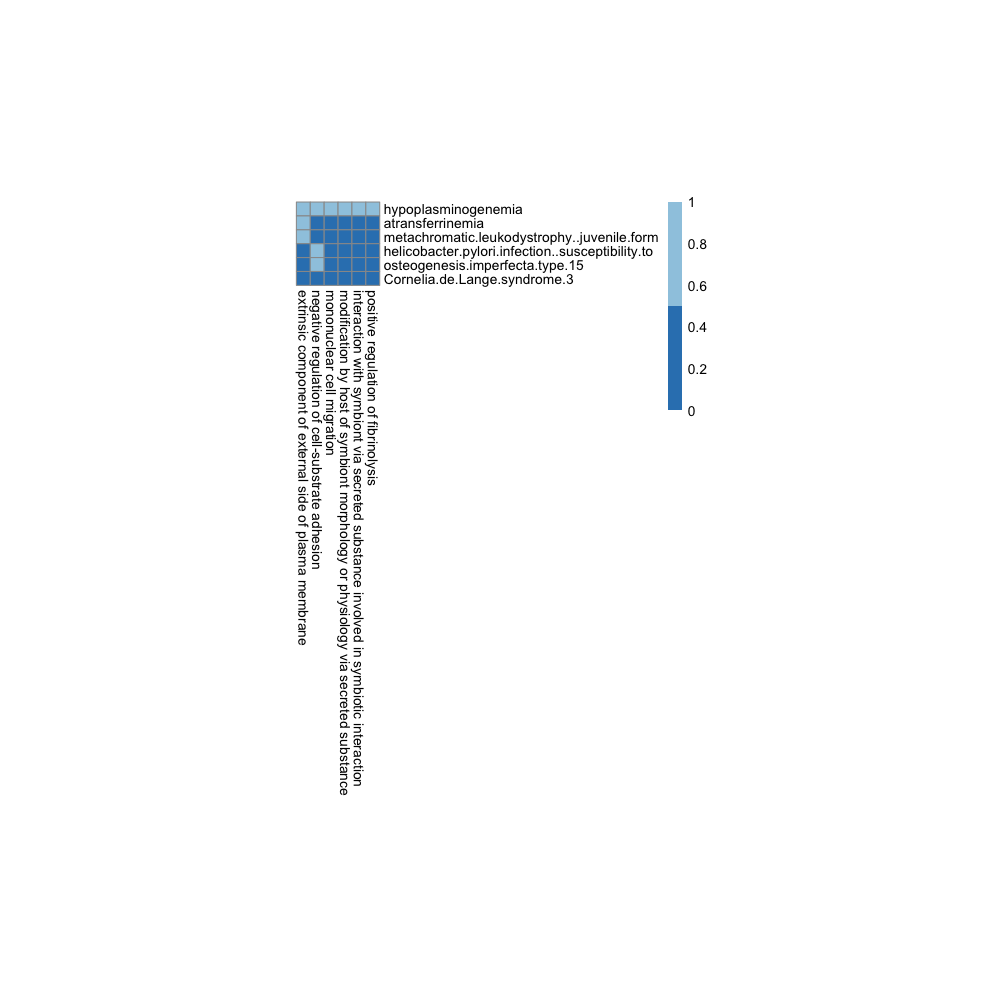 hypoplasminogenemia
atransferrinemia
metachromatic.leukodystrophy..juvenile.form
helicobacter.pylori.infection..susceptibility.to
osteogenesis.imperfecta.type.15
Cornelia.de.Lange.syndrome.3
extrinsic component of external side of plasma membrane
negative regulation of cell-substrate adhesion
mononuclear cell migration
modification by host of symbiont morphology or physiology via secreted substance
interaction with symbiont via secreted substance involved in symbiotic interaction
positive regulation of fibrinolysis
1
0.8
0.6
0.4
0.2
0